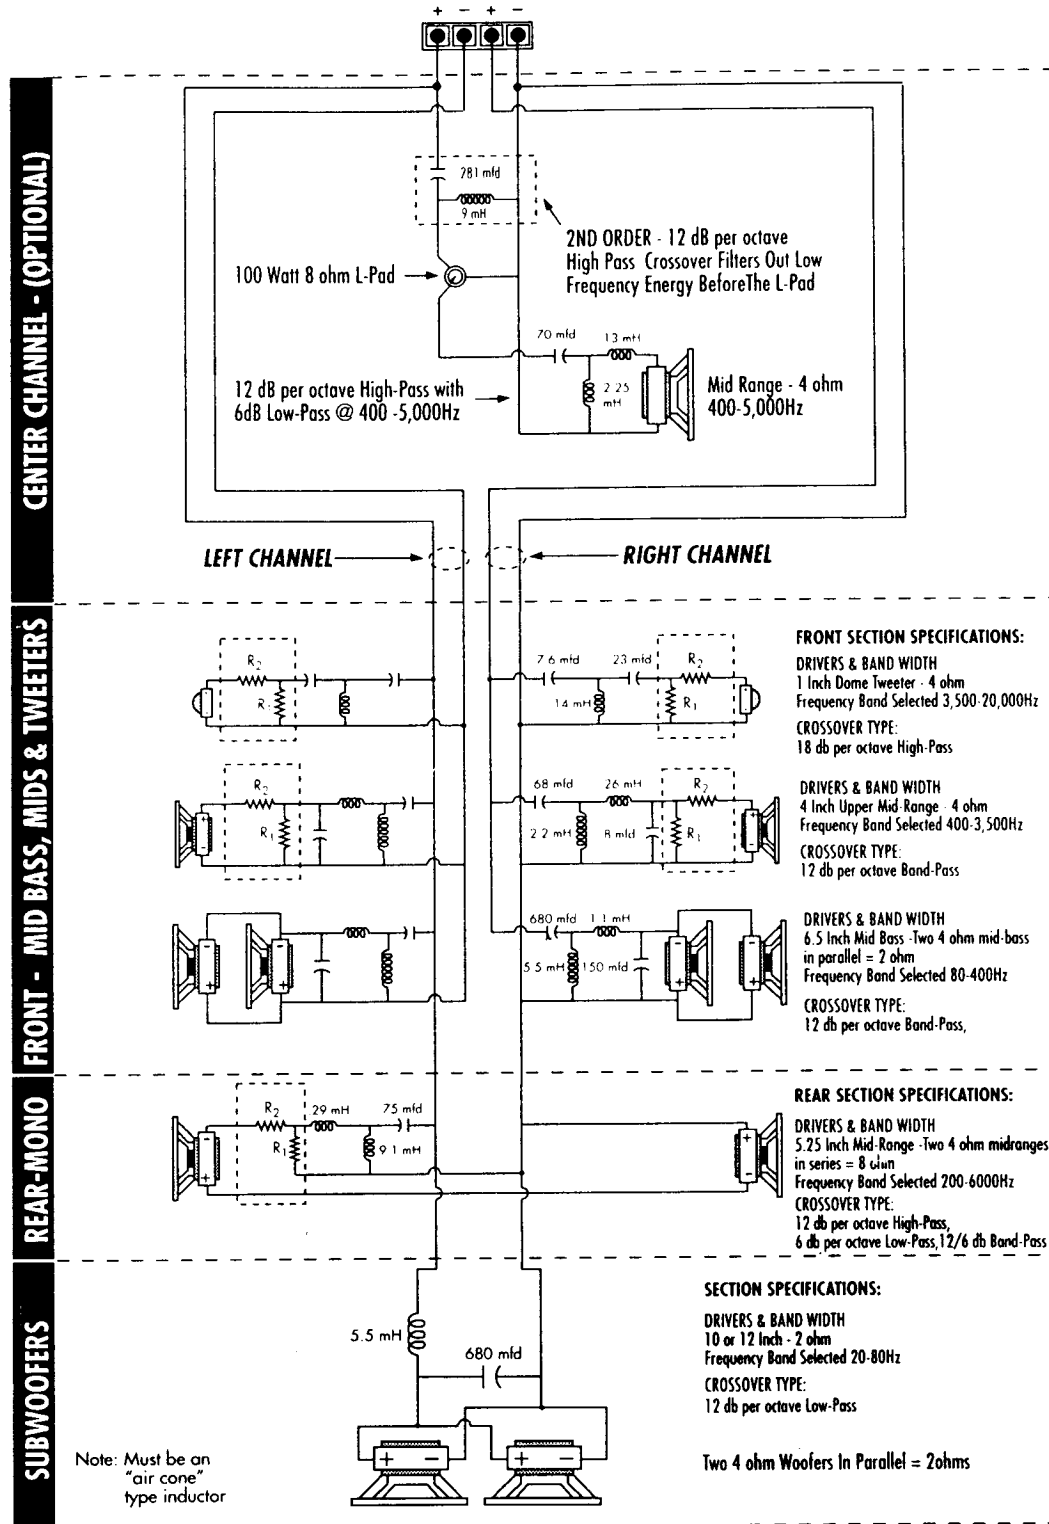 + − + −
CENTER CHANNEL - (OPTIONAL)
281 mfd
9 mH
2ND ORDER - 12 dB per octave
High Pass Crossover Filters Out Low
Frequency Energy BeforeThe L-Pad
100 Watt 8 ohm L-Pad
70 mfd
13 mH
2.25
mH
12 dB per octave High-Pass with
6dB Low-Pass @ 400 -5,000Hz
Mid Range - 4 ohm
400-5,000Hz
LEFT CHANNEL
RIGHT CHANNEL
FRONT - MID BASS, MIDS & TWEETERS
FRONT SECTION SPECIFICATIONS:
DRIVERS & BAND WIDTH
1 Inch Dome Tweeter - 4 ohm
Frequency Band Selected 3,500-20,000Hz
CROSSOVER TYPE:
18 db per octave High-Pass
R2
R1
7 6 mfd
23 mfd
14 mH
R2
R1
DRIVERS & BAND WIDTH
4 Inch Upper Mid-Range - 4 ohm
Frequency Band Selected 400-3,500Hz
CROSSOVER TYPE:
12 db per octave Band-Pass
R2
R1
68 mfd
26 mH
2.2 mH
8 mfd
R2
R1
- +
+ -
DRIVERS & BAND WIDTH
6.5 Inch Mid Bass -Two 4 ohm mid-bass
in parallel = 2 ohm
Frequency Band Selected 80-400Hz
CROSSOVER TYPE:
12 db per octave Band-Pass,
680 mfd
1 1 mH
5 5 mH
150 mfd
REAR-MONO
REAR SECTION SPECIFICATIONS:
DRIVERS & BAND WIDTH
5.25 Inch Mid-Range -Two 4 ohm midranges
in series = 8 ohm
Frequency Band Selected 200-6000Hz
CROSSOVER TYPE:
12 db per octave High-Pass,
6 db per octave Low-Pass,12/6 db Band-Pass
R2
29 mH
75 mfd
R1
9 1 mH
SUBWOOFERS
SECTION SPECIFICATIONS:
DRIVERS & BAND WIDTH
10 or 12 Inch - 2 ohm
Frequency Band Selected 20-80Hz
CROSSOVER TYPE:
12 db per octave Low-Pass
5.5 mH
680 mfd
+ − + −
Two 4 ohm Woofers In Parallel = 2ohms
Note: Must be an
"air cone"
type inductor